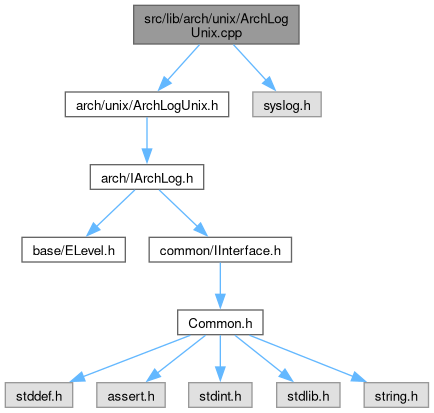 src/lib/arch/unix/ArchLog
Unix.cpp
arch/unix/ArchLogUnix.h
syslog.h
arch/IArchLog.h
base/ELevel.h
common/IInterface.h
Common.h
stddef.h
assert.h
stdint.h
stdlib.h
string.h